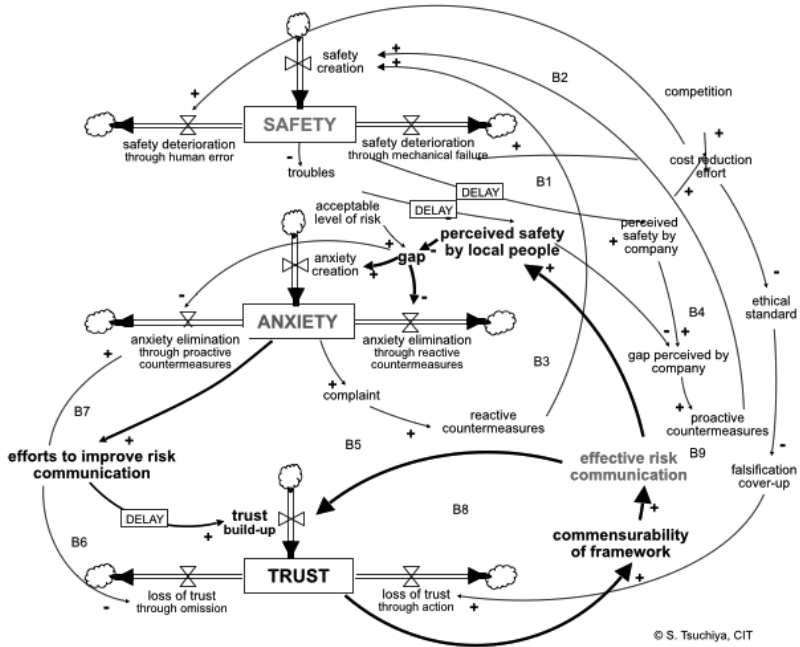 safety
creation
+
+
B2
competition
+
SAFETY
safety deterioration
through human error
safety deterioration
through mechanical failure
+
+
cost reduction
effort
-
troubles
B1
+
DELAY
DELAY
acceptable
level of risk
-
perceived safety
by local people
perceived
safety by
company
+
+
gap
-
anxiety
creation
+
+
-
ethical
standard
-
-
B4
ANXIETY
-
+
anxiety elimination
through proactive
countermeasures
anxiety elimination
through reactive
countermeasures
gap perceived by
company
+
B3
+
complaint
B7
+
proactive
countermeasures
reactive
countermeasures
+
+
B5
-
B9
efforts to improve risk
communication
effective risk
communication
falsification
cover-up
DELAY
trust
build-up
+
B8
+
commensurability
of framework
B6
TRUST
+
loss of trust
through omission
-
loss of trust
through action
+
© S. Tsuchiya, CIT